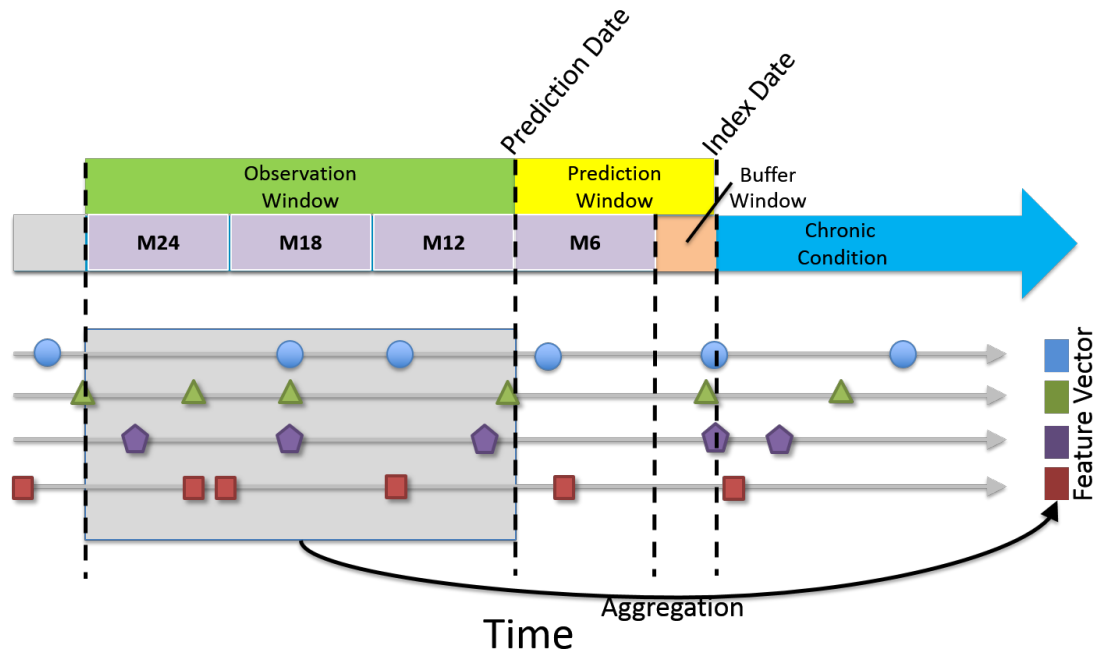 Prediction Date
Index Date
Observation
Window
Prediction
Window
Buffer
Window
M24
M18
M12
M6
Chronic
Condition
Feature Vector
Aggregation
Time